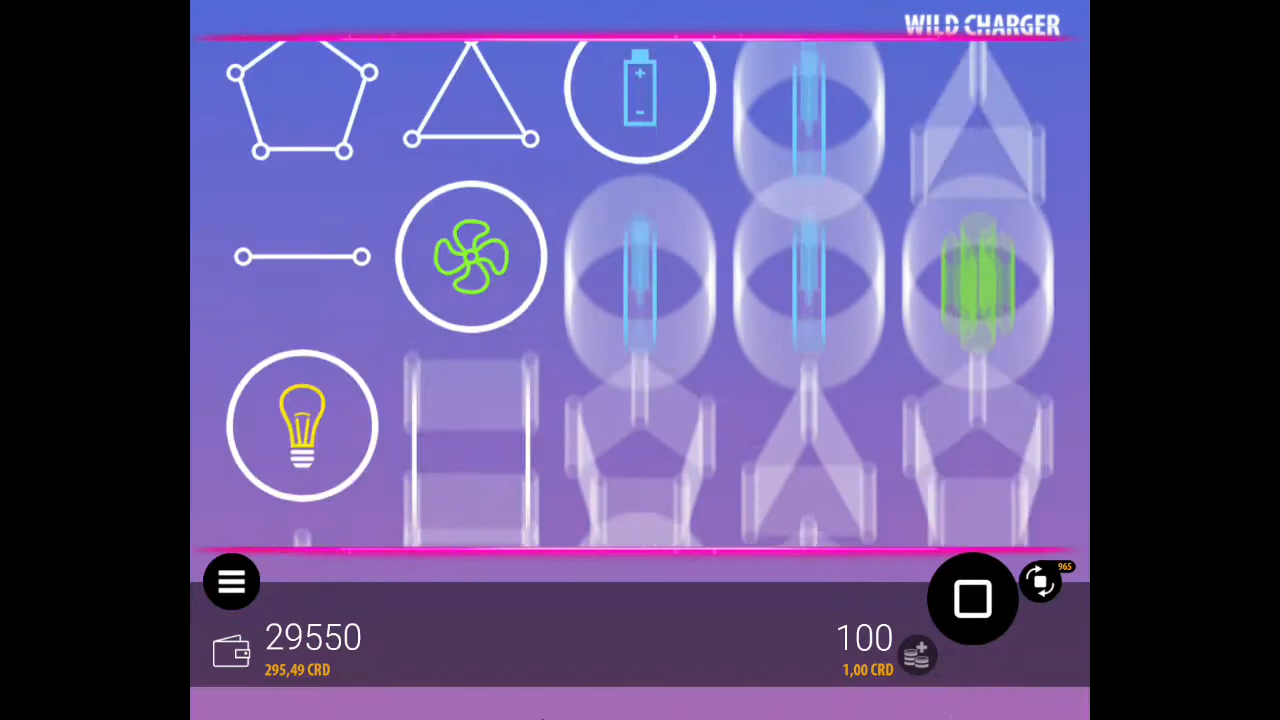 WILD CHARGER
965
29550
100
295,49 CRD
1,00 CRD